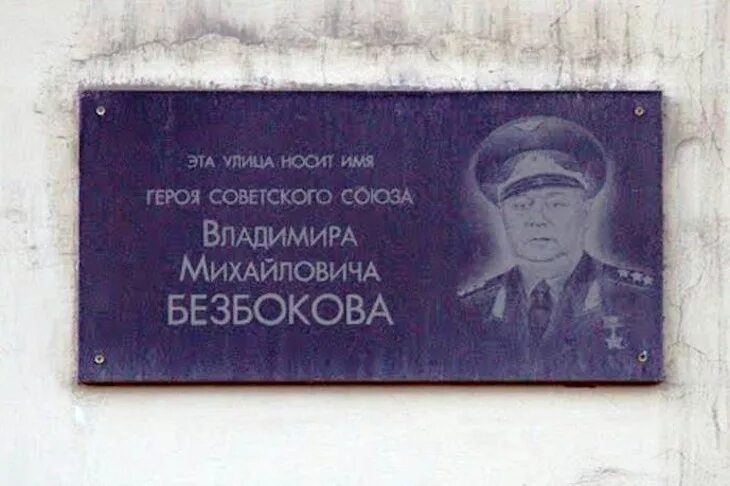 ЭТА УЛИЦА НОСИТ ИМЯ
ГЕРОЯ СОВЕТСКОГО СОЮЗА
ВЛАДИМИРА
МИХАЙЛОВИЧА
БЕЗБОКОВА